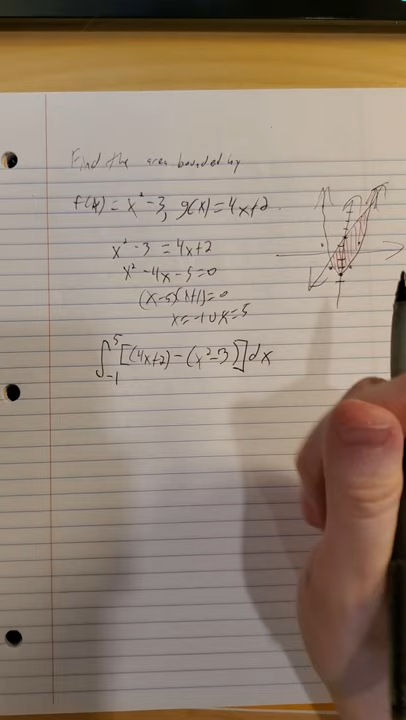 Find the area bounded by
f(x) = x² - 3, g(x) = 4x+2
x² - 3 = 4x+2
x² - 4x - 5 = 0
(x-5)(x+1) = 0
x = -1 or x = 5
∫₋₁⁵ [(4x+2) - (x²-3)] dx